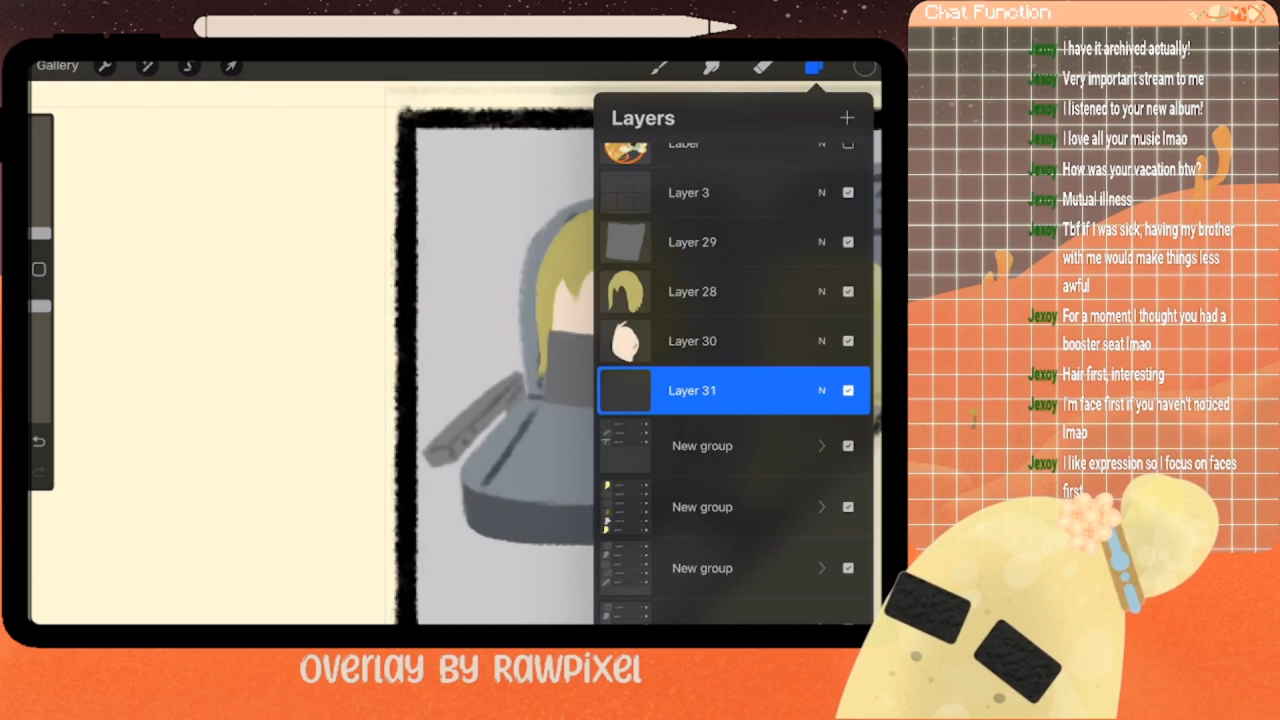 Chat Function
Gallery
Layers
Label N
Layer 3 N
Layer 29 N
Layer 28 N
Layer 30 N
Layer 31 N
New group
New group
New group
Jexoy I have it archived actually!
Jexoy Very important stream to me
Jexoy I listened to your new album!
Jexoy I love all your music lmao
Jexoy How was your vacation btw?
Jexoy Mutual illness
Jexoy Tbf if I was sick, having my brother
with me would make things less
awful
Jexoy For a moment I thought you had a
booster seat lmao
Jexoy Hair first, interesting
Jexoy I'm face first if you haven't noticed
lmao
Jexoy I like expression so I focus on faces
first
Overlay by Rawpixel